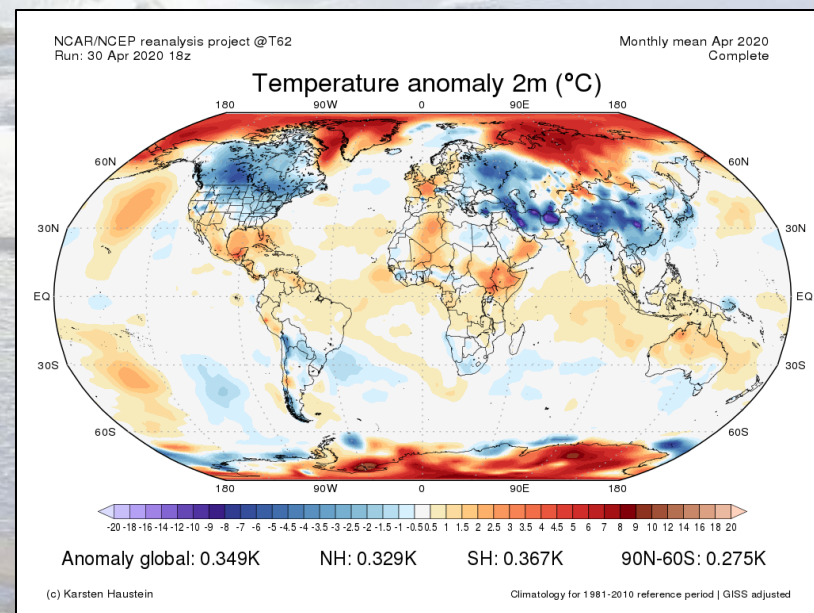 NCAR/NCEP reanalysis project @T62
Run: 30 Apr 2020 18z
Monthly mean Apr 2020
Complete
Temperature anomaly 2m (°C)
180 90W 0 90E 180
60N 60N
30N 30N
EQ EQ
30S 30S
60S 60S
180 90W 0 90E 180
-20 -18 -16 -14 -12 -10 -9 -8 -7 -6 -5 -4.5 -4 -3.5 -3 -2.5 -2 -1.5 -1 -0.5 0.5 1 1.5 2 2.5 3 3.5 4 4.5 5 6 7 8 9 10 12 14 16 18 20
Anomaly global: 0.349K NH: 0.329K SH: 0.367K 90N-60S: 0.275K
(c) Karsten Haustein
Climatology for 1981-2010 reference period | GISS adjusted